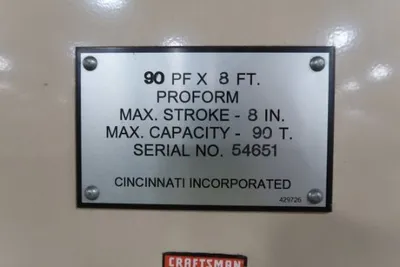 90 PF X 8 FT.
PROFORM
MAX. STROKE - 8 IN.
MAX. CAPACITY - 90 T.
SERIAL NO. 54651
CINCINNATI INCORPORATED
429726
CRAFTSMAN